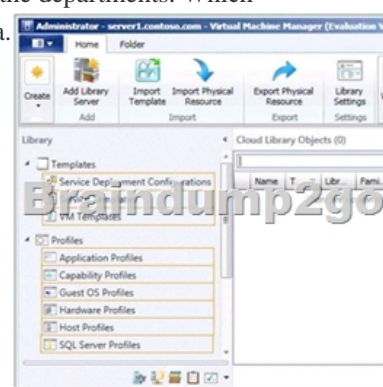 the departments. Which
a.
Administrator - server1.contoso.com - Virtual Machine Manager (Evaluation V
Home Folder
Create
Add Library Server
Import Template
Import Physical Resource
Export Physical Resource
Library Settings
Add Import Export Settings
Library
Cloud Library Objects (0)
Name T... Libr... Fami...
Templates
Service Deployment Configurations
VM Templates
Braindump2go
Profiles
Application Profiles
Capability Profiles
Guest OS Profiles
Hardware Profiles
Host Profiles
SQL Server Profiles